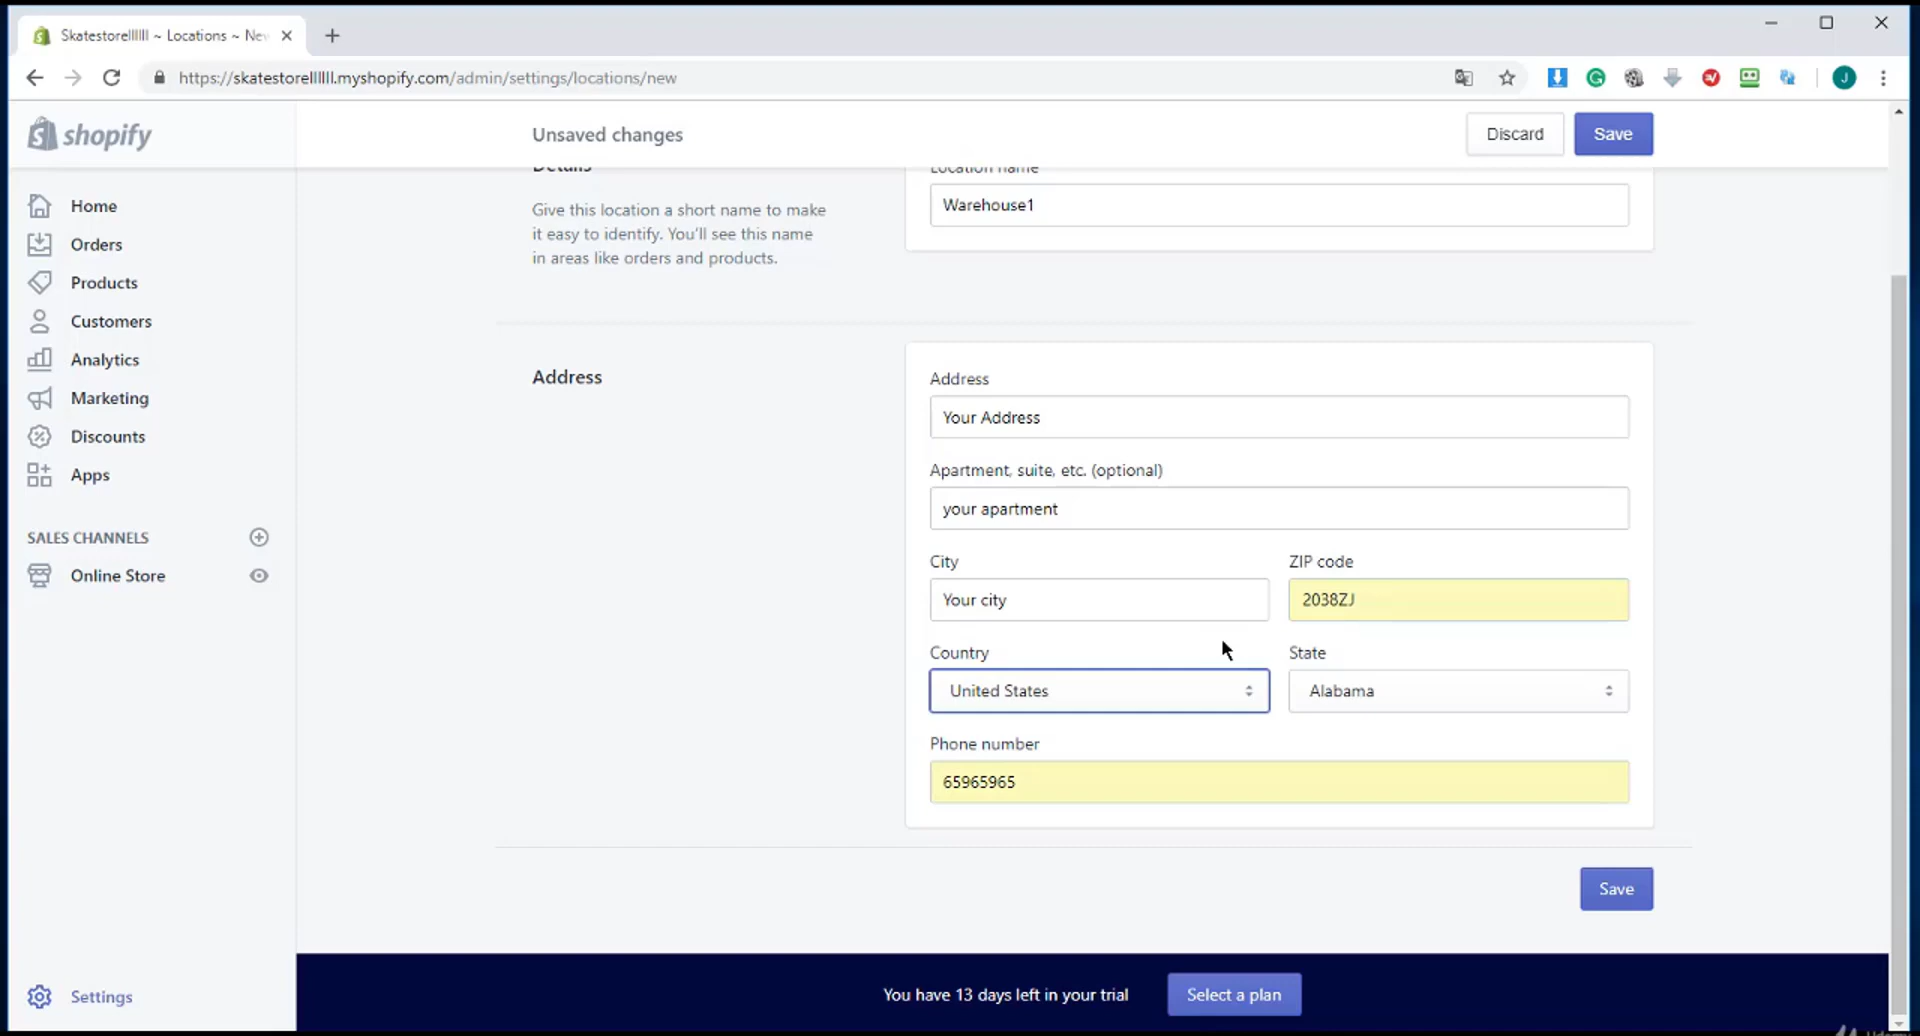 Skatestorellllll ~ Locations ~ New
https://skatestorellllll.myshopify.com/admin/settings/locations/new
J
shopify
Unsaved changes
Discard
Save
Home
Orders
Products
Customers
Analytics
Marketing
Discounts
Apps
SALES CHANNELS
Online Store
Settings
Details
Give this location a short name to make
it easy to identify. You'll see this name
in areas like orders and products.
Location name
Warehouse1
Address
Address
Your Address
Apartment, suite, etc. (optional)
your apartment
City
ZIP code
Your city
2038ZJ
Country
State
United States
Alabama
Phone number
65965965
Save
You have 13 days left in your trial
Select a plan